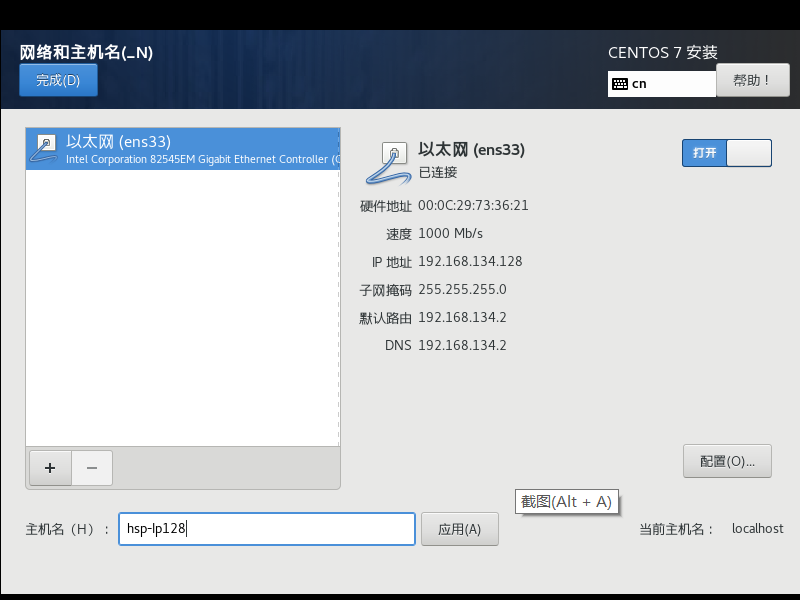 网络和主机名(_N)
完成(D)
CENTOS 7 安装
cn
帮助！
以太网 (ens33)
Intel Corporation 82545EM Gigabit Ethernet Controller (
以太网 (ens33)
已连接
打开
硬件地址 00:0C:29:73:36:21
速度 1000 Mb/s
IP 地址 192.168.134.128
子网掩码 255.255.255.0
默认路由 192.168.134.2
DNS 192.168.134.2
+
−
配置(O)...
截图(Alt + A)
主机名（H）： hsp-lp128
应用(A)
当前主机名： localhost